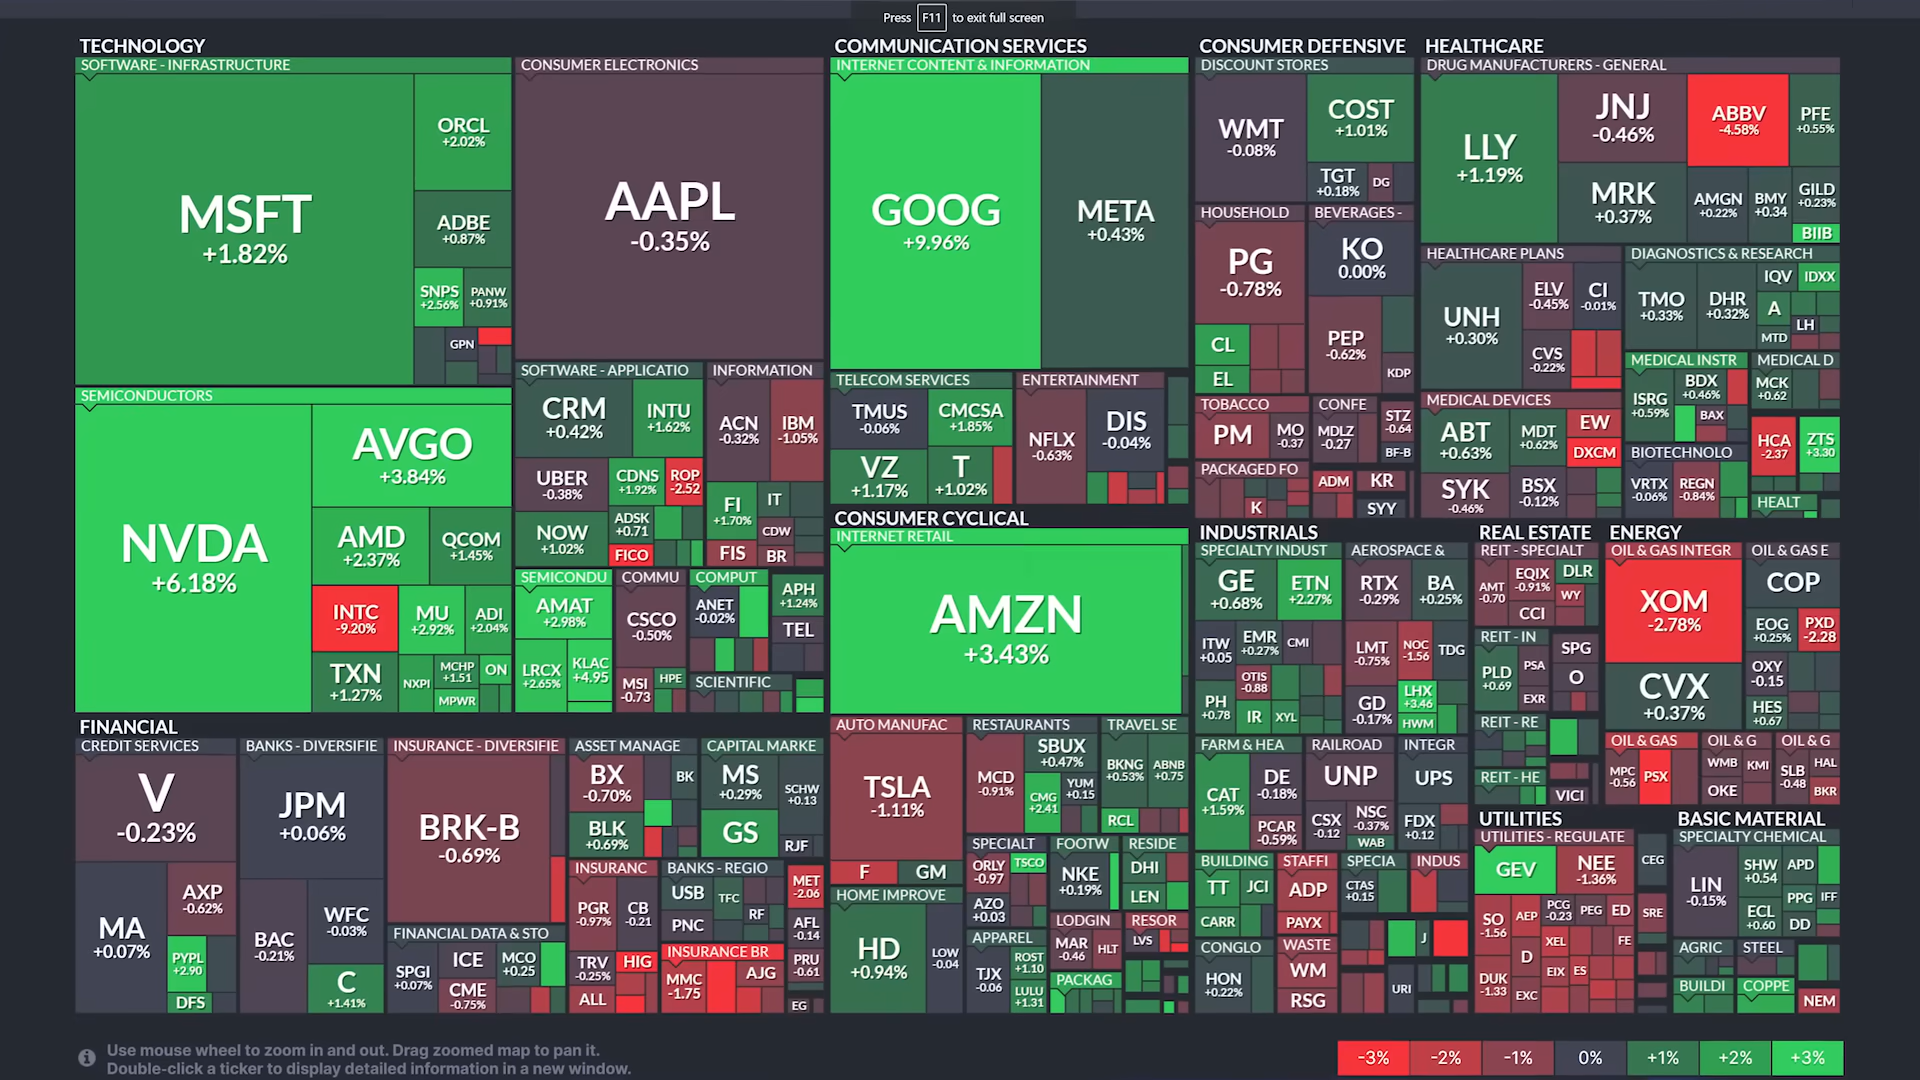 Press F11 to exit full screen
TECHNOLOGY
SOFTWARE - INFRASTRUCTURE
MSFT
+1.82%
ORCL
+2.02%
ADBE
+0.87%
SNPS
+2.56%
PANW
+0.91%
GPN
CONSUMER ELECTRONICS
AAPL
-0.35%
SEMICONDUCTORS
NVDA
+6.18%
AVGO
+3.84%
AMD
+2.37%
QCOM
+1.45%
INTC
-9.20%
MU
+2.92%
ADI
+2.04%
TXN
+1.27%
NXPI
MCHP
+1.51
ON
MPWR
SOFTWARE - APPLICATIO
CRM
+0.42%
INTU
+1.62%
UBER
-0.38%
CDNS
+1.92%
ROP
-2.52
NOW
+1.02%
ADSK
+0.71
FICO
INFORMATION
ACN
-0.32%
IBM
-1.05%
FI
+1.70%
IT
CDW
FIS
BR
SEMICONDU
AMAT
+2.98%
LRCX
+2.65%
KLAC
+4.95
COMMU
CSCO
-0.50%
MSI
-0.73
HPE
COMPUT
ANET
-0.02%
APH
+1.24%
TEL
SCIENTIFIC
COMMUNICATION SERVICES
INTERNET CONTENT & INFORMATION
GOOG
+9.96%
META
+0.43%
TELECOM SERVICES
TMUS
-0.06%
CMCSA
+1.85%
VZ
+1.17%
T
+1.02%
ENTERTAINMENT
NFLX
-0.63%
DIS
-0.04%
CONSUMER CYCLICAL
INTERNET RETAIL
AMZN
+3.43%
AUTO MANUFAC
TSLA
-1.11%
F
GM
RESTAURANTS
MCD
-0.91%
SBUX
+0.47%
CMG
+2.41
YUM
+0.15
TRAVEL SE
BKNG
+0.53%
ABNB
+0.75
RCL
HOME IMPROVE
HD
+0.94%
LOW
-0.04
SPECIALT
ORLY
-0.97
TSCO
AZO
+0.03
FOOTW
NKE
+0.19%
RESIDE
DHI
LEN
APPAREL
TJX
-0.06
ROST
+1.10
LULU
+1.31
LODGIN
MAR
-0.46
HLT
RESOR
LVS
PACKAG
CONSUMER DEFENSIVE
DISCOUNT STORES
WMT
-0.08%
COST
+1.01%
TGT
+0.18%
DG
HOUSEHOLD
PG
-0.78%
CL
EL
BEVERAGES -
KO
0.00%
PEP
-0.62%
KDP
TOBACCO
PM
MO
-0.37
CONFE
MDLZ
-0.27
STZ
-0.64
BF-B
PACKAGED FO
K
ADM
KR
SYY
HEALTHCARE
DRUG MANUFACTURERS - GENERAL
LLY
+1.19%
JNJ
-0.46%
ABBV
-4.58%
PFE
+0.55%
MRK
+0.37%
AMGN
+0.22%
BMY
+0.34
GILD
+0.23%
BIIB
HEALTHCARE PLANS
UNH
+0.30%
ELV
-0.45%
CI
-0.01%
CVS
-0.22%
DIAGNOSTICS & RESEARCH
TMO
+0.33%
DHR
+0.32%
IQV
IDXX
A
LH
MTD
MEDICAL DEVICES
ABT
+0.63%
MDT
+0.62%
EW
DXCM
SYK
-0.46%
BSX
-0.12%
MEDICAL INSTR
ISRG
+0.59%
BDX
+0.46%
BAX
MEDICAL D
MCK
+0.62
BIOTECHNOLO
VRTX
-0.06%
REGN
-0.84%
HCA
-2.37
ZTS
+3.30
HEALT
INDUSTRIALS
SPECIALTY INDUST
GE
+0.68%
ETN
+2.27%
ITW
+0.05
EMR
+0.27%
CMI
OTIS
-0.88
PH
+0.78
IR
XYL
AEROSPACE &
RTX
-0.29%
BA
+0.25%
LMT
-0.75%
NOC
-1.56
TDG
GD
-0.17%
LHX
+3.46
HWM
FARM & HEA
CAT
+1.59%
DE
-0.18%
PCAR
-0.59%
RAILROAD
UNP
CSX
-0.12
NSC
-0.37%
WAB
INTEGR
UPS
FDX
+0.12
BUILDING
TT
JCI
CARR
STAFFI
ADP
PAYX
SPECIA
CTAS
+0.15
INDUS
J
CONGLO
HON
+0.22%
WASTE
WM
RSG
URI
REAL ESTATE
REIT - SPECIALT
AMT
-0.70
EQIX
-0.91%
DLR
WY
CCI
REIT - IN
PLD
+0.69
PSA
EXR
SPG
O
REIT - RE
REIT - HE
VICI
ENERGY
OIL & GAS INTEGR
XOM
-2.78%
CVX
+0.37%
OIL & GAS E
COP
EOG
+0.25%
PXD
-2.28
OXY
-0.15
HES
+0.67
OIL & GAS
MPC
-0.56
PSX
OIL & G
WMB
KMI
OKE
OIL & G
SLB
-0.48
HAL
BKR
UTILITIES
UTILITIES - REGULATE
GEV
NEE
-1.36%
SO
-1.56
AEP
PCG
-0.23
PEG
ED
XEL
FE
DUK
-1.33
D
EIX
ES
EXC
CEG
SRE
BASIC MATERIAL
SPECIALTY CHEMICAL
LIN
-0.15%
SHW
+0.54
APD
ECL
+0.60
PPG
IFF
DD
AGRIC
STEEL
BUILDI
COPPE
NEM
FINANCIAL
CREDIT SERVICES
V
-0.23%
MA
+0.07%
AXP
-0.62%
PYPL
+2.90
DFS
BANKS - DIVERSIFIE
JPM
+0.06%
BAC
-0.21%
WFC
-0.03%
C
+1.41%
INSURANCE - DIVERSIFIE
BRK-B
-0.69%
FINANCIAL DATA & STO
SPGI
+0.07%
ICE
CME
-0.75%
MCO
+0.25
ASSET MANAGE
BX
-0.70%
BK
BLK
+0.69%
CAPITAL MARKE
MS
+0.29%
SCHW
+0.13
GS
RJF
INSURANC
PGR
-0.97%
CB
-0.21
TRV
-0.25%
HIG
ALL
BANKS - REGIO
USB
TFC
PNC
RF
MET
-2.06
AFL
-0.14
PRU
-0.61
EG
INSURANCE BR
MMC
-1.75
AJG
Use mouse wheel to zoom in and out. Drag zoomed map to pan it.
Double-click a ticker to display detailed information in a new window.
-3%
-2%
-1%
0%
+1%
+2%
+3%